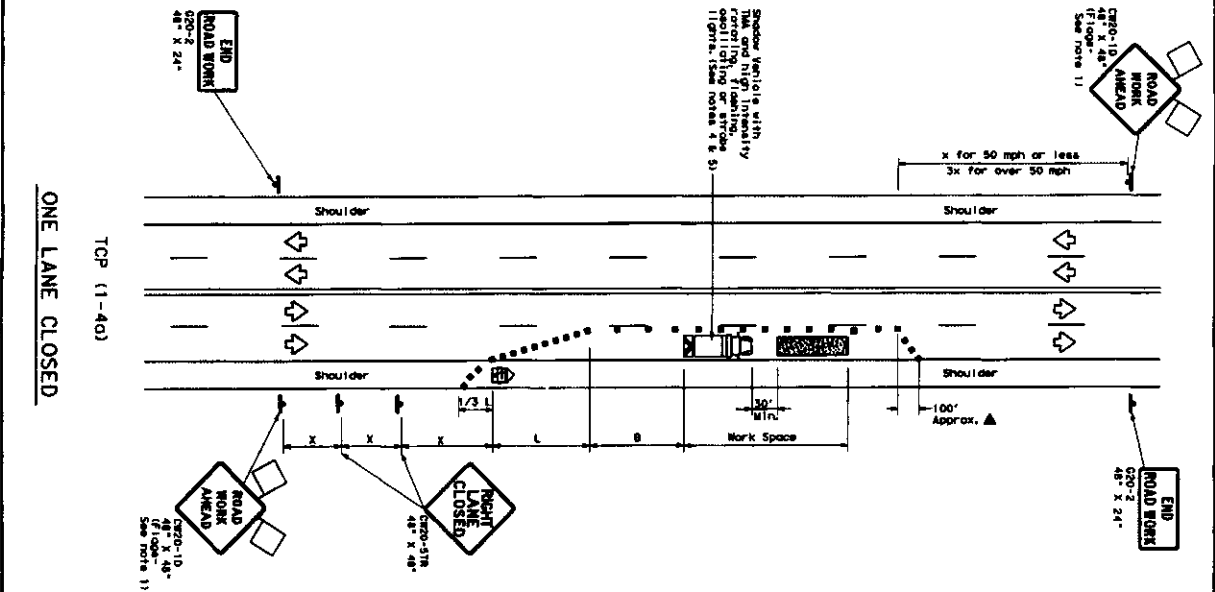 CW20-1D
48" X 48"
(Flags-
See note 1)
ROAD
WORK
AHEAD
Shadow Vehicle with
TMA and high intensity
rotating, flashing,
oscillating or strobe
lights. (See notes 4 & 5)
END
ROAD WORK
G20-2
48" X 24"
x for 50 mph or less
3x for over 50 mph
Shoulder
Shoulder
Shoulder
Shoulder
1/3 L
30'
Min.
100'
Approx. ▲
X
X
X
L
B
Work Space
RIGHT
LANE
CLOSED
CW20-5TR
48" X 48"
ROAD
WORK
AHEAD
CW20-1D
48" X 48"
(Flags-
See note 1)
END
ROAD WORK
G20-2
48" X 24"
TCP (1-4a)
ONE LANE CLOSED